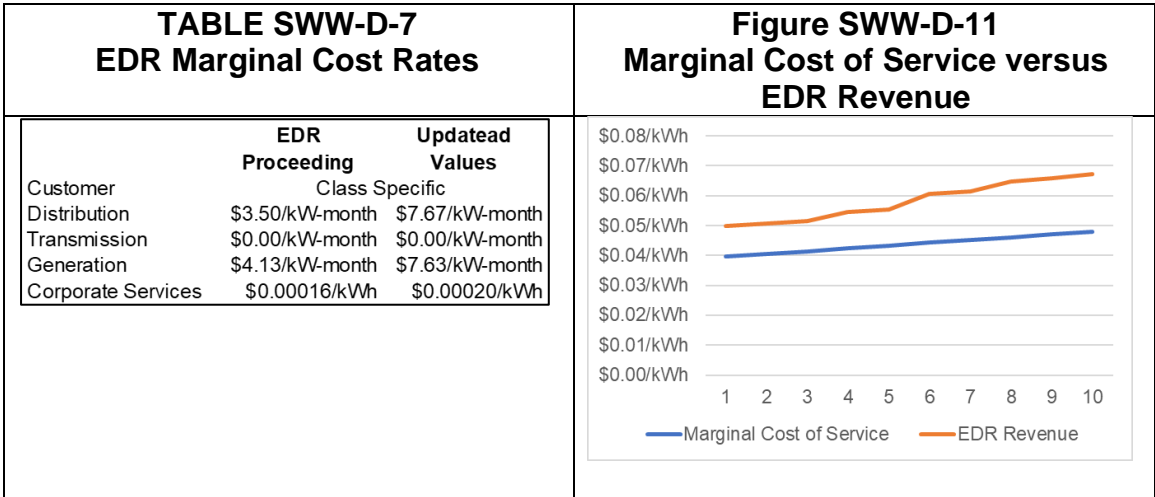 TABLE SWW-D-7
EDR Marginal Cost Rates
EDR Proceeding Updatead Values
Customer Class Specific
Distribution $3.50/kW-month $7.67/kW-month
Transmission $0.00/kW-month $0.00/kW-month
Generation $4.13/kW-month $7.63/kW-month
Corporate Services $0.00016/kWh $0.00020/kWh
Figure SWW-D-11
Marginal Cost of Service versus
EDR Revenue
$0.08/kWh
$0.07/kWh
$0.06/kWh
$0.05/kWh
$0.04/kWh
$0.03/kWh
$0.02/kWh
$0.01/kWh
$0.00/kWh
1 2 3 4 5 6 7 8 9 10
Marginal Cost of Service EDR Revenue